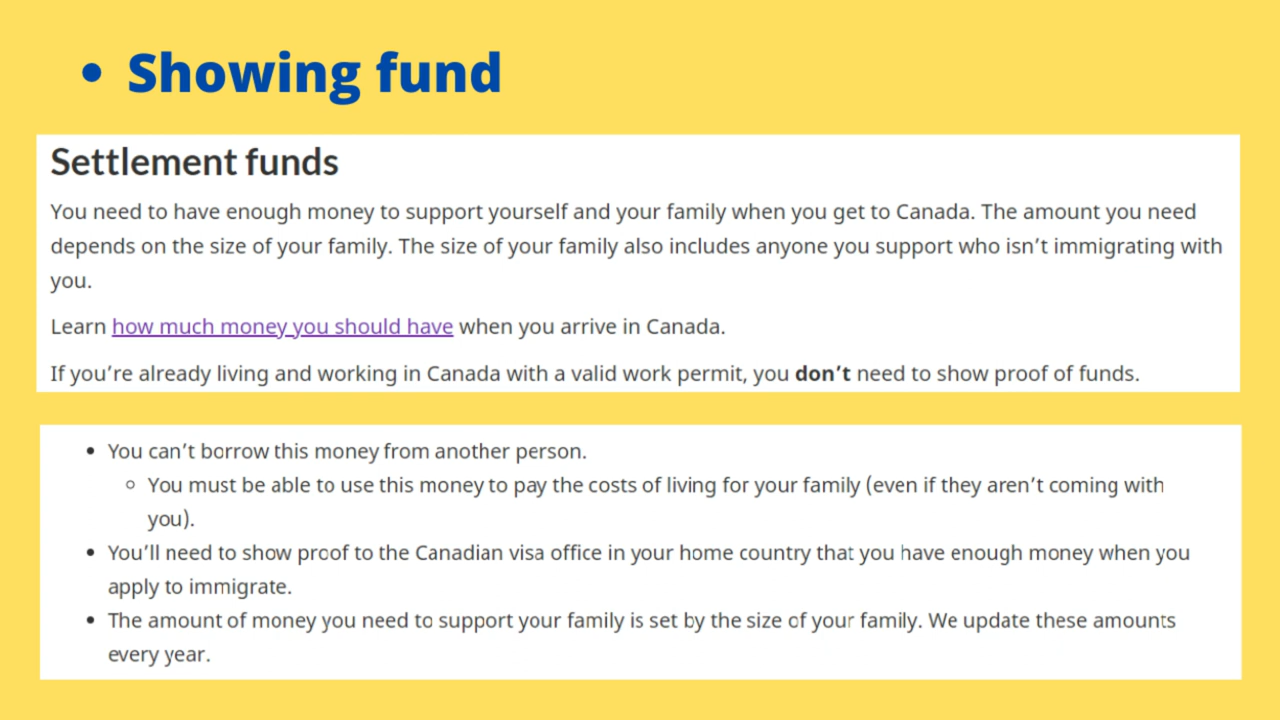 • Showing fund
Settlement funds
You need to have enough money to support yourself and your family when you get to Canada. The amount you need
depends on the size of your family. The size of your family also includes anyone you support who isn’t immigrating with
you.
Learn how much money you should have when you arrive in Canada.
If you’re already living and working in Canada with a valid work permit, you don’t need to show proof of funds.
• You can’t borrow this money from another person.
◦ You must be able to use this money to pay the costs of living for your family (even if they aren’t coming with
you).
• You’ll need to show proof to the Canadian visa office in your home country that you have enough money when you
apply to immigrate.
• The amount of money you need to support your family is set by the size of your family. We update these amounts
every year.